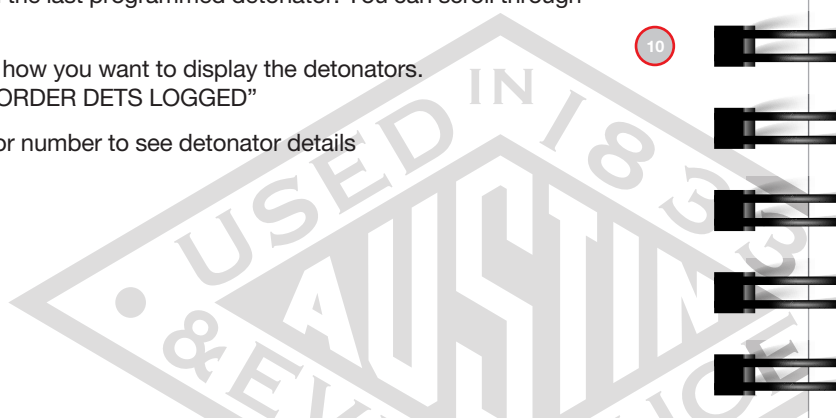 the last programmed detonator. You can scroll through
10
how you want to display the detonators.
ORDER DETS LOGGED”
or number to see detonator details
USED IN 1833
AUSTIN
&